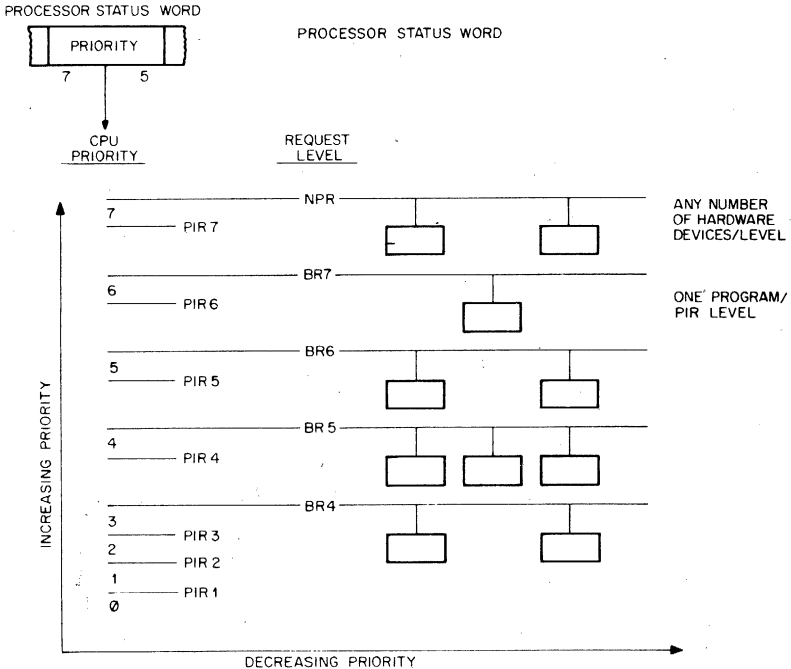 PROCESSOR STATUS WORD
PROCESSOR STATUS WORD
PRIORITY
7 5
CPU
PRIORITY
REQUEST
LEVEL
NPR
7
PIR 7
ANY NUMBER
OF HARDWARE
DEVICES/LEVEL
BR7
6
PIR 6
ONE PROGRAM/
PIR LEVEL
BR6
5
PIR 5
BR 5
4
PIR 4
BR4
3
PIR 3
2
PIR 2
1
PIR 1
Ø
INCREASING PRIORITY
DECREASING PRIORITY